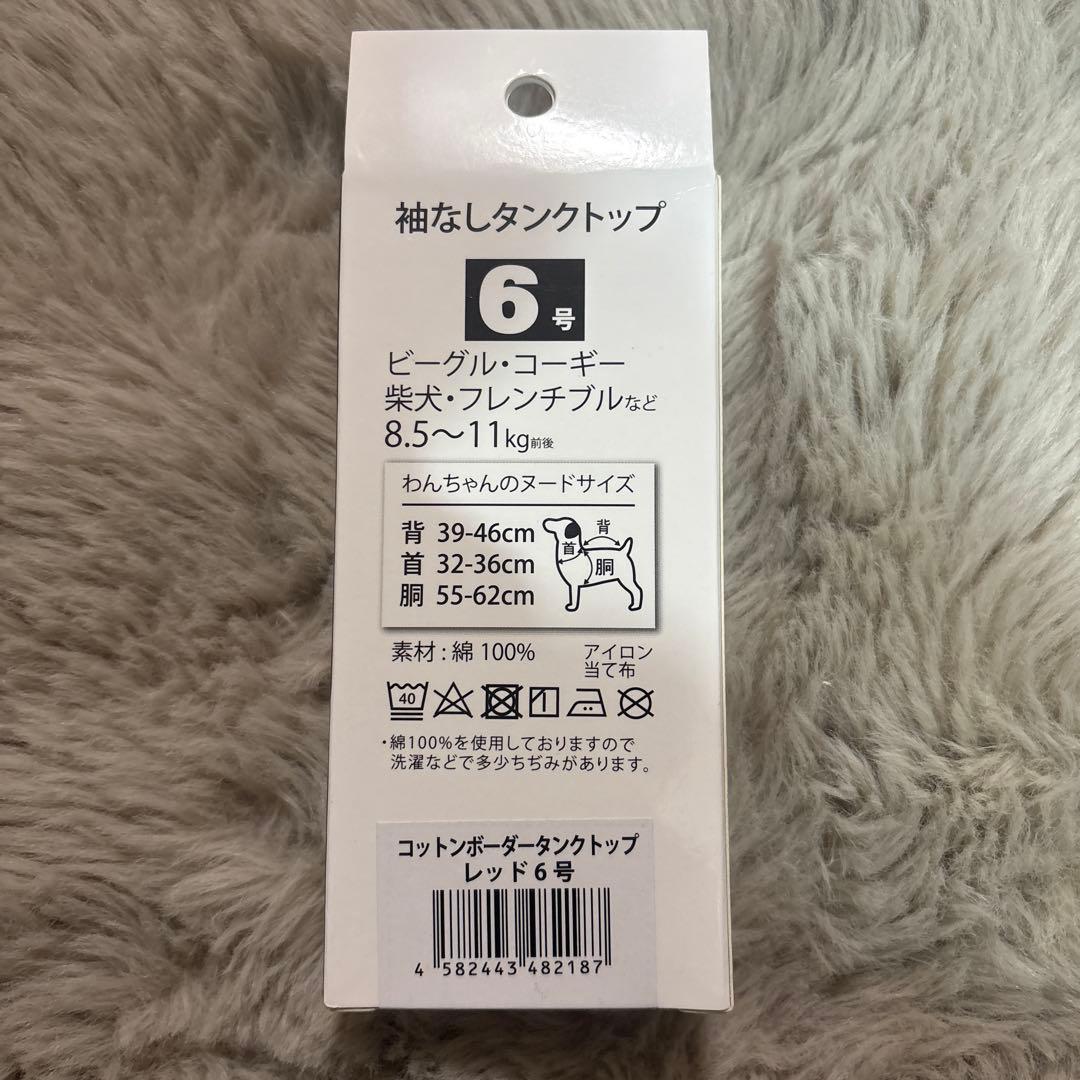 袖なしタンクトップ
6号
ビーグル・コーギー
柴犬・フレンチブルなど
8.5〜11kg前後
わんちゃんのヌードサイズ
背 39-46cm
首 32-36cm
胴 55-62cm
背
首
胴
素材 : 綿 100%
アイロン
当て布
40
・綿100%を使用しておりますので
洗濯などで多少ちぢみがあります。
コットンボーダータンクトップ
レッド 6 号
4 582443 482187